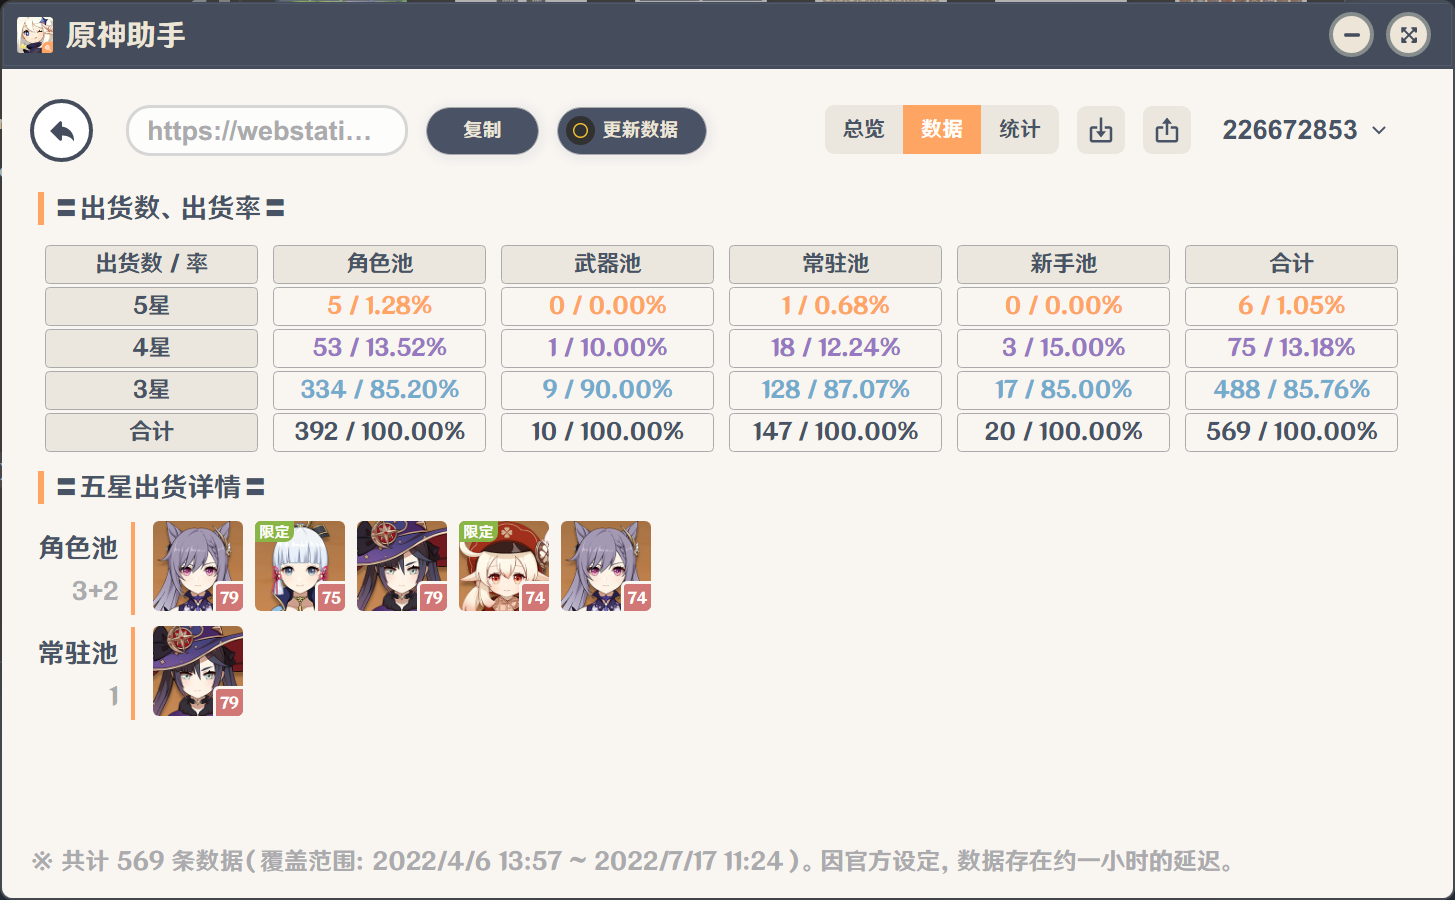 原神助手
https://webstati... 复制 更新数据 总览 数据 统计 226672853
〓出货数、出货率〓
出货数 / 率 角色池 武器池 常驻池 新手池 合计
5星 5 / 1.28% 0 / 0.00% 1 / 0.68% 0 / 0.00% 6 / 1.05%
4星 53 / 13.52% 1 / 10.00% 18 / 12.24% 3 / 15.00% 75 / 13.18%
3星 334 / 85.20% 9 / 90.00% 128 / 87.07% 17 / 85.00% 488 / 85.76%
合计 392 / 100.00% 10 / 100.00% 147 / 100.00% 20 / 100.00% 569 / 100.00%
〓五星出货详情〓
限定 限定
角色池
3+2 79 75 79 74 74
常驻池
1 79
※ 共计 569 条数据( 覆盖范围: 2022/4/6 13:57 ~ 2022/7/17 11:24 )。因官方设定, 数据存在约一小时的延迟。